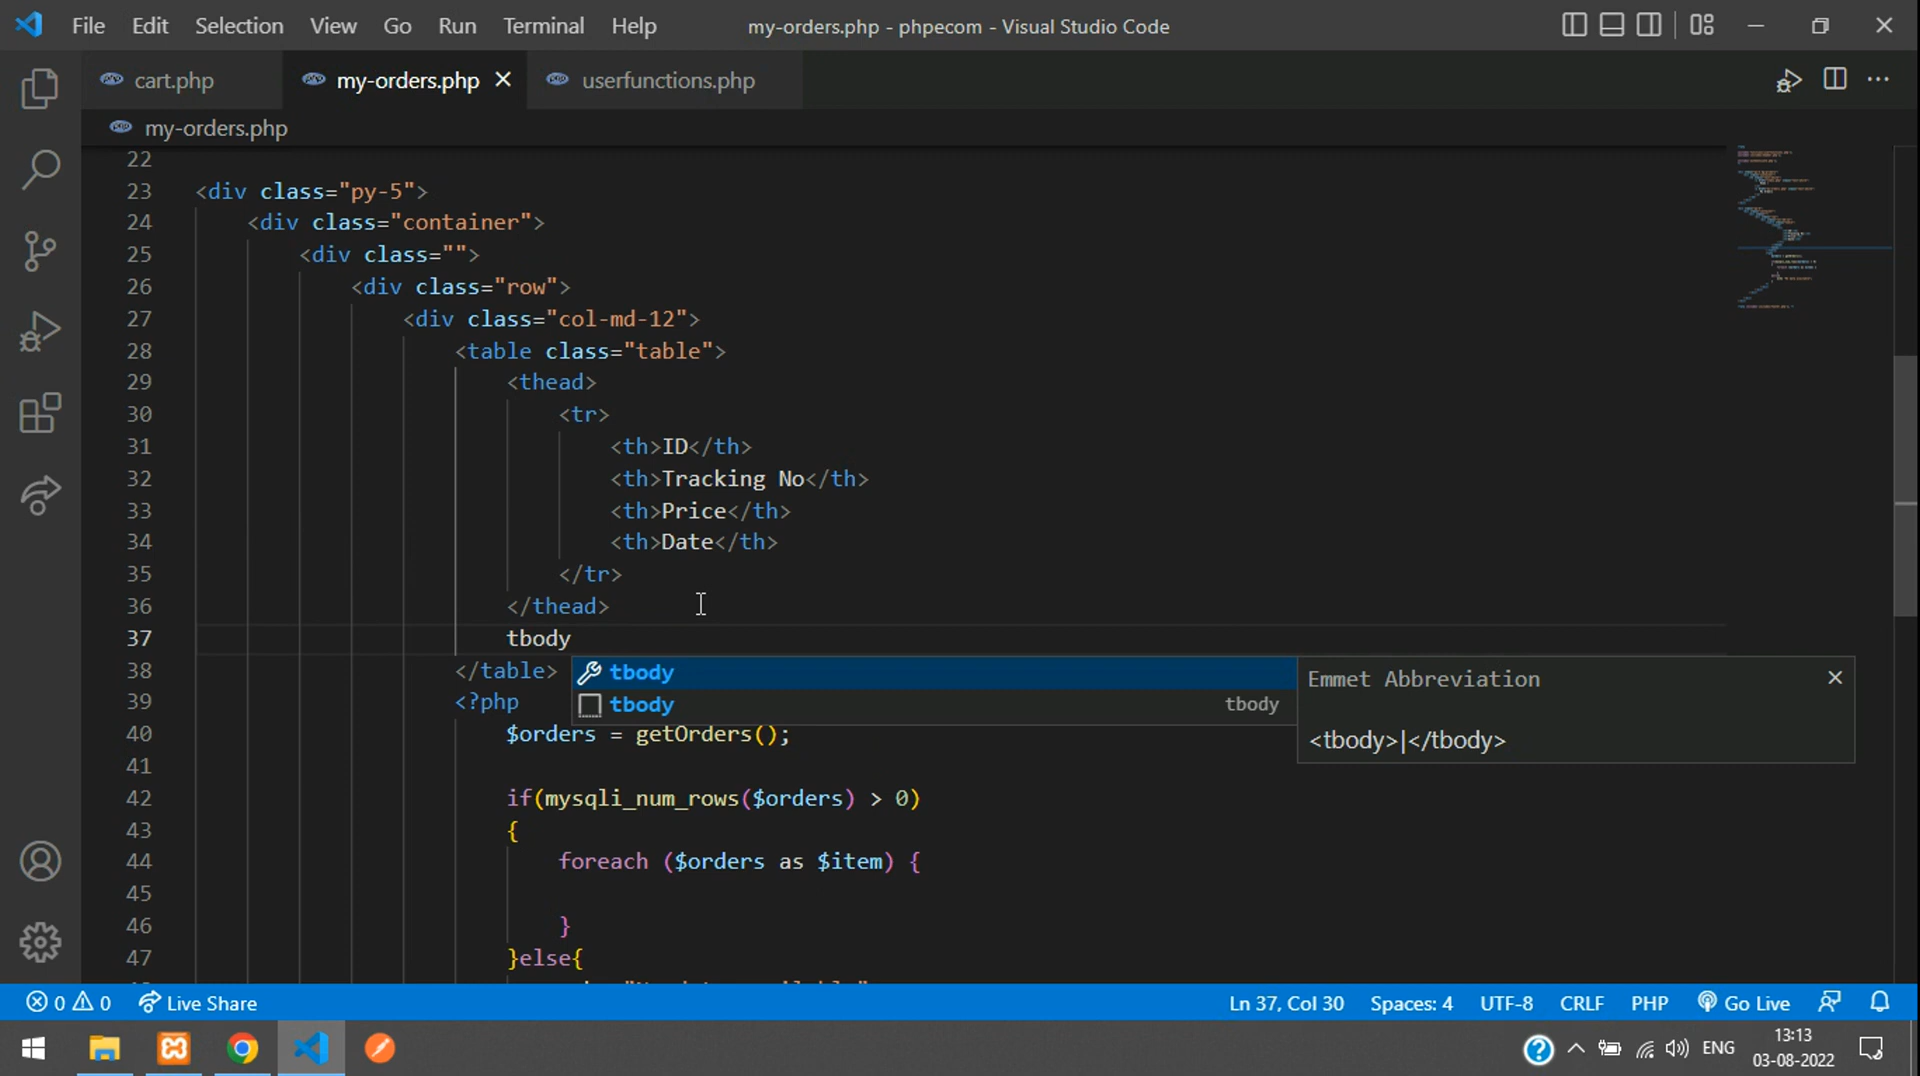 File Edit Selection View Go Run Terminal Help my-orders.php - phpecom - Visual Studio Code
cart.php my-orders.php userfunctions.php
my-orders.php
22
23 <div class="py-5">
24 <div class="container">
25 <div class="">
26 <div class="row">
27 <div class="col-md-12">
28 <table class="table">
29 <thead>
30 <tr>
31 <th>ID</th>
32 <th>Tracking No</th>
33 <th>Price</th>
34 <th>Date</th>
35 </tr>
36 </thead>
37 tbody
38 </table>
tbody
tbody tbody
Emmet Abbreviation
<tbody>|</tbody>
39 <?php
40 $orders = getOrders();
41
42 if(mysqli_num_rows($orders) > 0)
43 {
44 foreach ($orders as $item) {
45
46 }
47 }else{
0 0 Live Share Ln 37, Col 30 Spaces: 4 UTF-8 CRLF PHP Go Live
ENG 13:13
03-08-2022